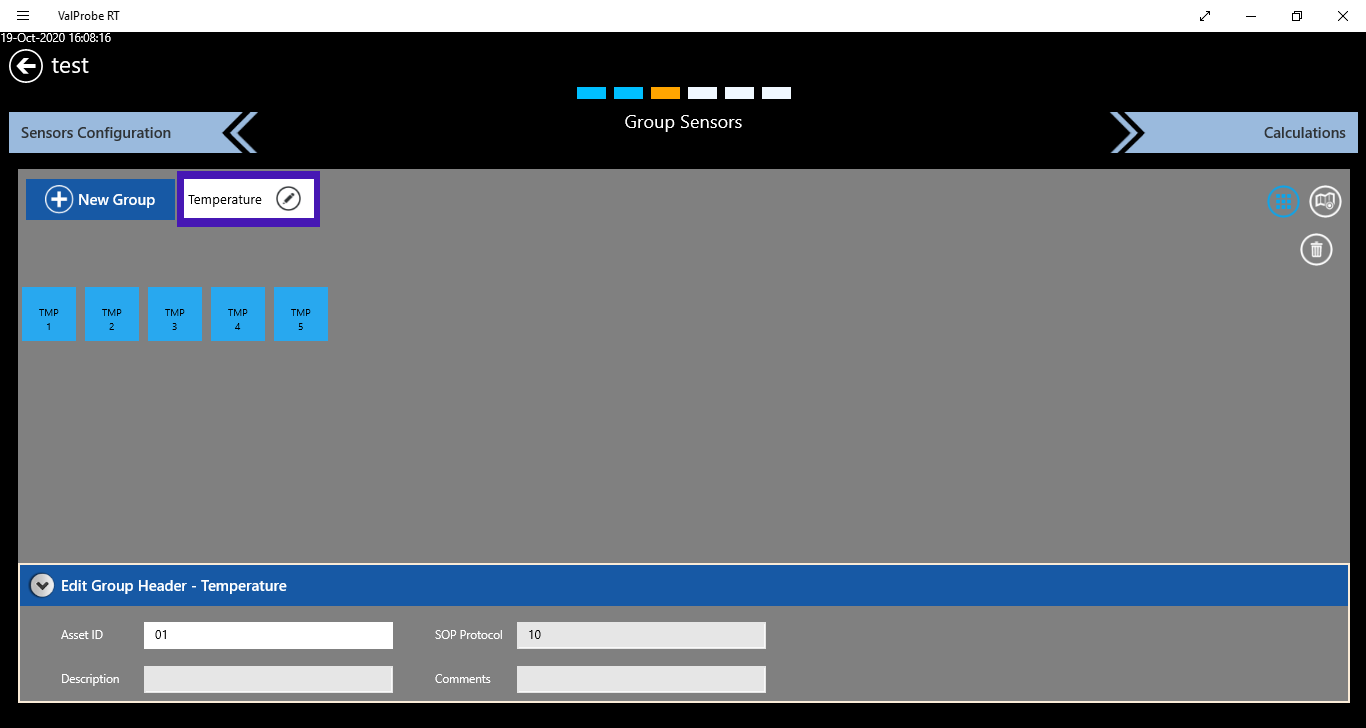 ValProbe RT
19-Oct-2020 16:08:16
test
Group Sensors
Sensors Configuration
Calculations
New Group
Temperature
TMP
1
TMP
2
TMP
3
TMP
4
TMP
5
Edit Group Header - Temperature
Asset ID 01 SOP Protocol 10
Description Comments